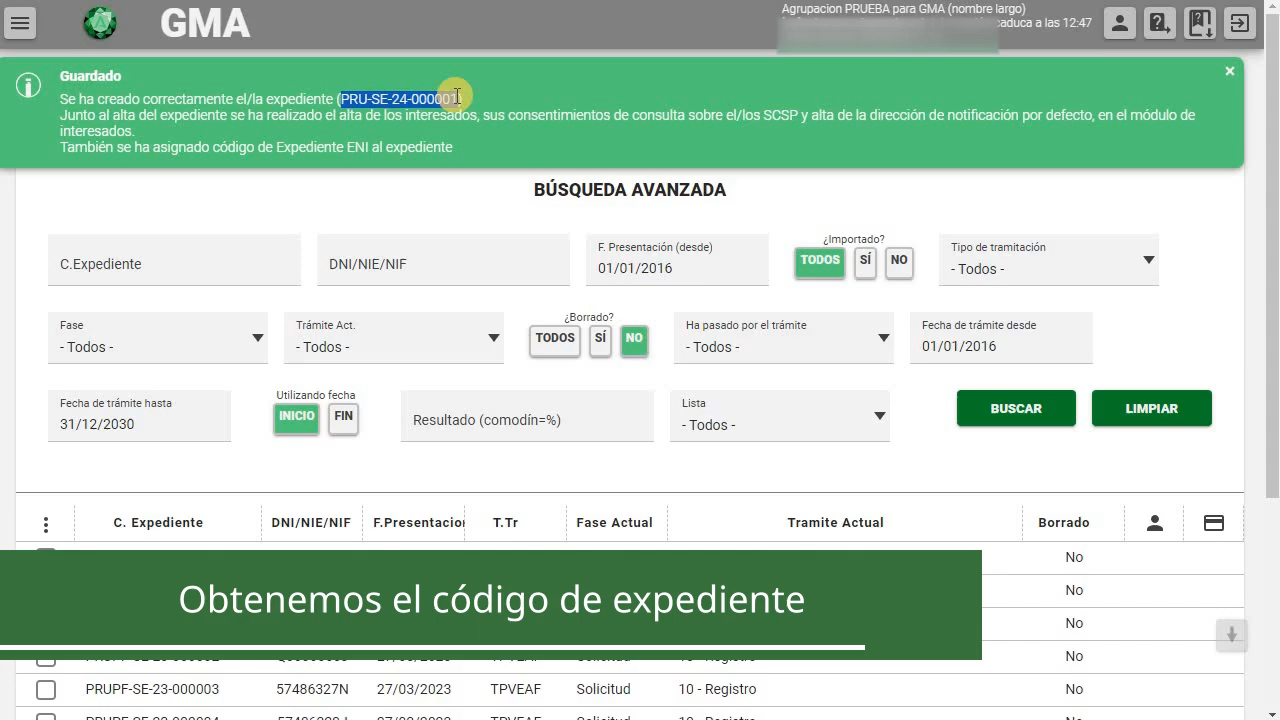 GMA
Agrupacion PRUEBA para GMA (nombre largo)
caduca a las 12:47
Guardado
Se ha creado correctamente el/la expediente (PRU-SE-24-000001)
Junto al alta del expediente se ha realizado el alta de los interesados, sus consentimientos de consulta sobre el/los SCSP y alta de la dirección de notificación por defecto, en el módulo de
interesados.
También se ha asignado código de Expediente ENI al expediente
×
BÚSQUEDA AVANZADA
C.Expediente
DNI/NIE/NIF
F. Presentación (desde)
01/01/2016
¿Importado?
TODOS SÍ NO
Tipo de tramitación
- Todos -
Fase
- Todos -
Trámite Act.
- Todos -
¿Borrado?
TODOS SÍ NO
Ha pasado por el trámite
- Todos -
Fecha de trámite desde
01/01/2016
Fecha de trámite hasta
31/12/2030
Utilizando fecha
INICIO FIN
Resultado (comodín=%)
Lista
- Todos -
BUSCAR
LIMPIAR
C. Expediente DNI/NIE/NIF F.Presentacion T.Tr Fase Actual Tramite Actual Borrado
No
No
No
Obtenemos el código de expediente
No
PRUPF-SE-23-000003 57486327N 27/03/2023 TPVEAF Solicitud 10 - Registro No